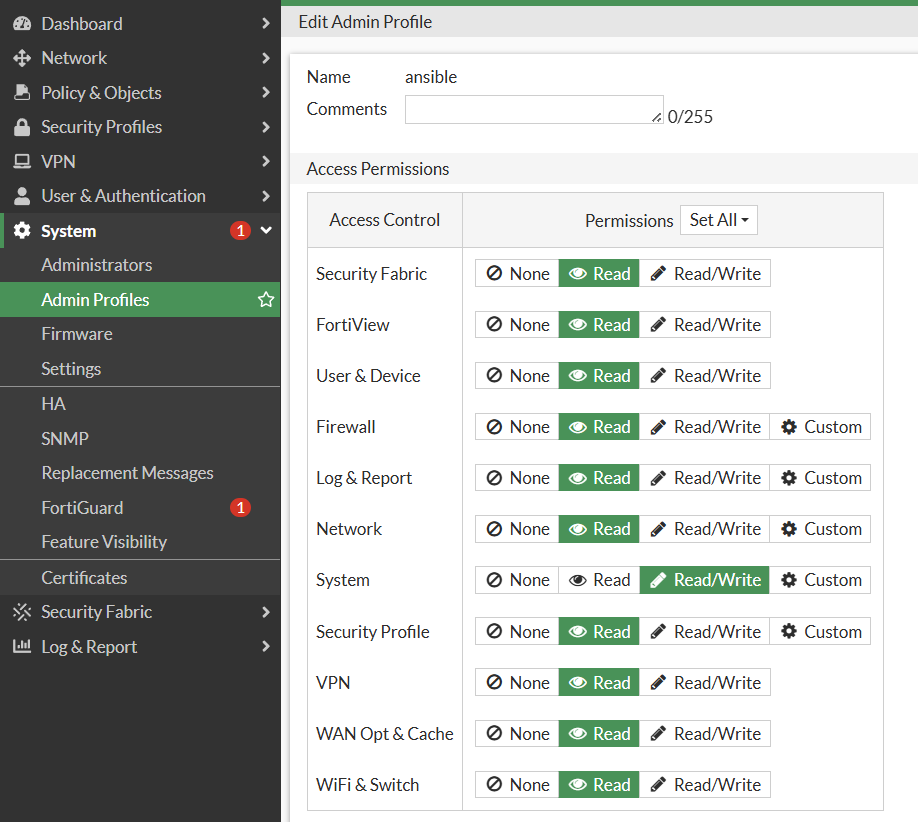 Dashboard
Network
Policy & Objects
Security Profiles
VPN
User & Authentication
System 1
Administrators
Admin Profiles
Firmware
Settings
HA
SNMP
Replacement Messages
FortiGuard 1
Feature Visibility
Certificates
Security Fabric
Log & Report
Edit Admin Profile
Name ansible
Comments 0/255
Access Permissions
Access Control Permissions Set All
Security Fabric None Read Read/Write
FortiView None Read Read/Write
User & Device None Read Read/Write
Firewall None Read Read/Write Custom
Log & Report None Read Read/Write Custom
Network None Read Read/Write Custom
System None Read Read/Write Custom
Security Profile None Read Read/Write Custom
VPN None Read Read/Write
WAN Opt & Cache None Read Read/Write
WiFi & Switch None Read Read/Write